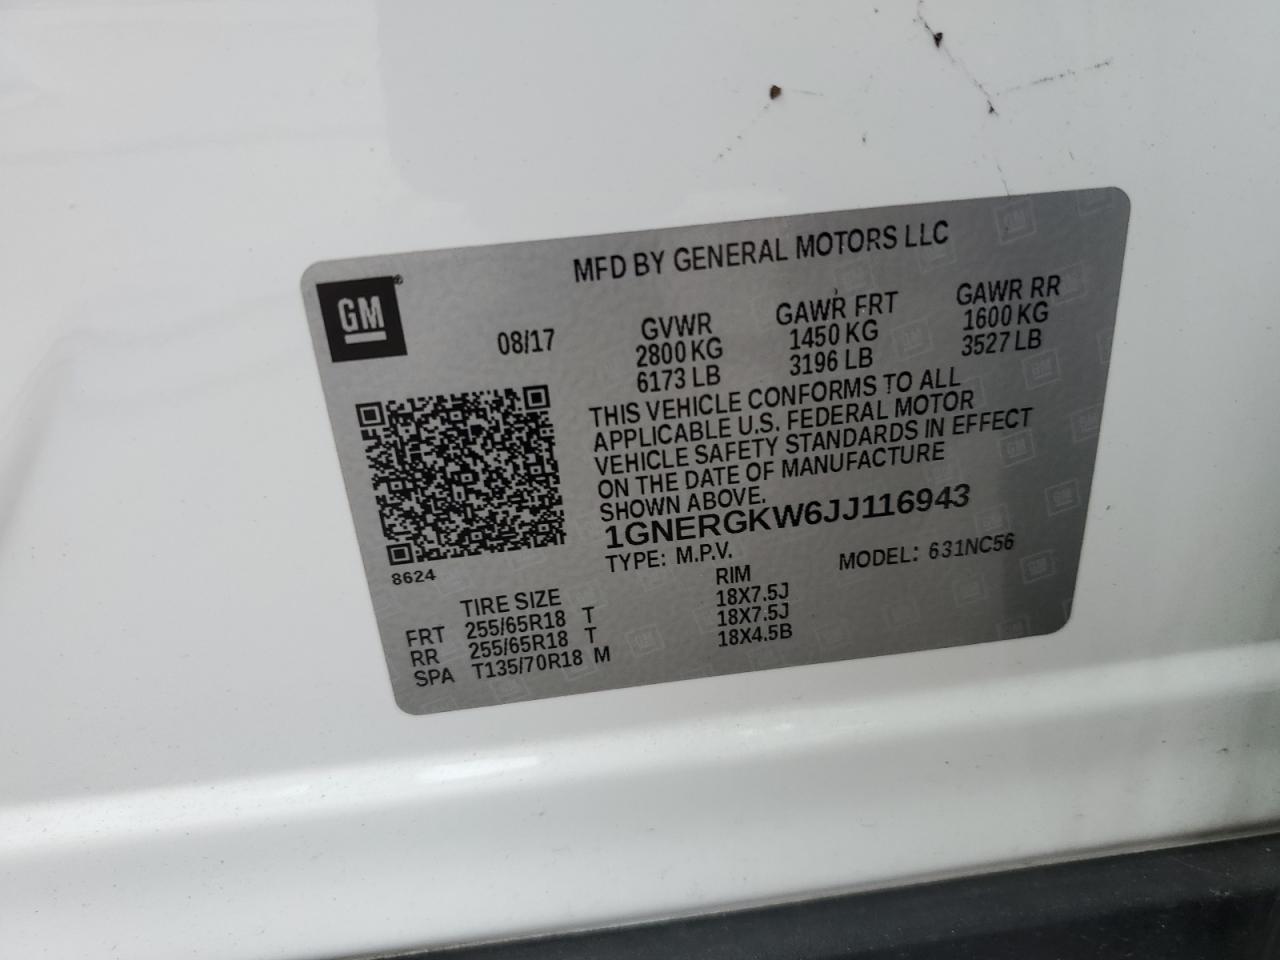 MFD BY GENERAL MOTORS LLC
GM
08/17
GVWR
2800 KG
6173 LB
GAWR FRT
1450 KG
3196 LB
GAWR RR
1600 KG
3527 LB
THIS VEHICLE CONFORMS TO ALL
APPLICABLE U.S. FEDERAL MOTOR
VEHICLE SAFETY STANDARDS IN EFFECT
ON THE DATE OF MANUFACTURE
SHOWN ABOVE.
1GNERGKW6JJ116943
TYPE: M.P.V. MODEL: 631NC56
8624
TIRE SIZE RIM
FRT 255/65R18 T 18X7.5J
RR 255/65R18 T 18X7.5J
SPA T135/70R18 M 18X4.5B